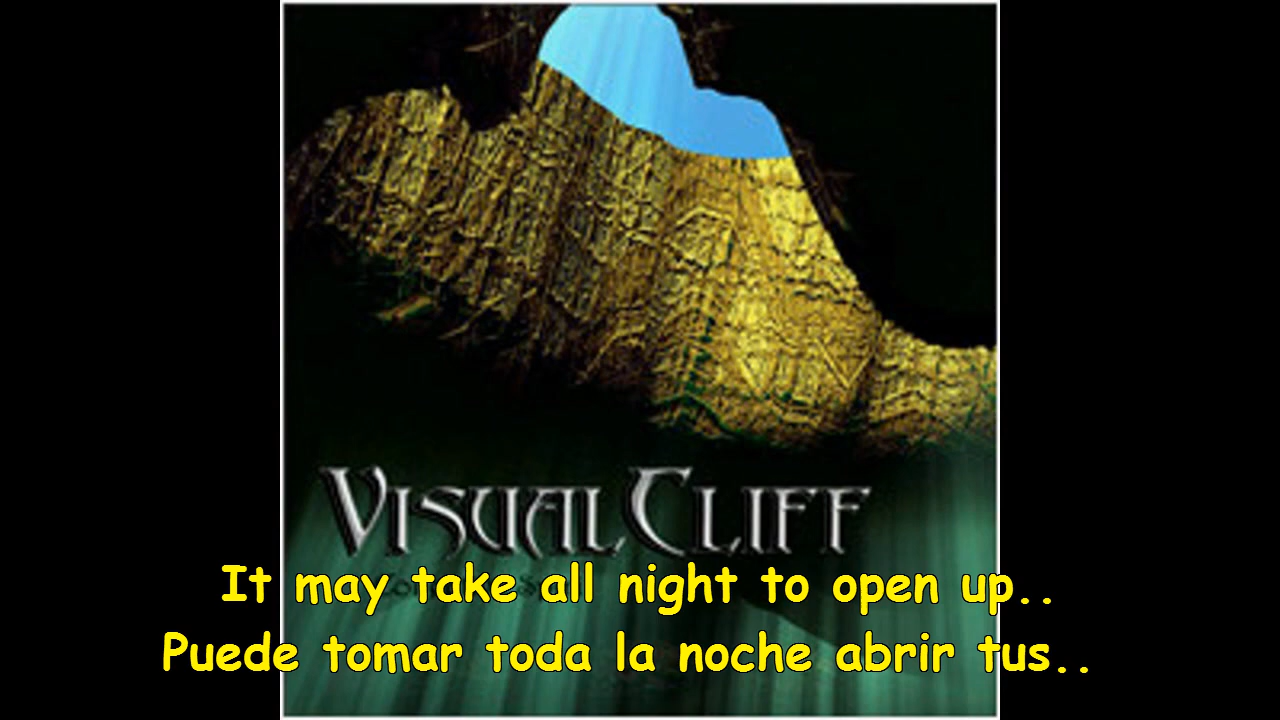 VISUAL CLIFF
It may take all night to open up..
Puede tomar toda la noche abrir tus..